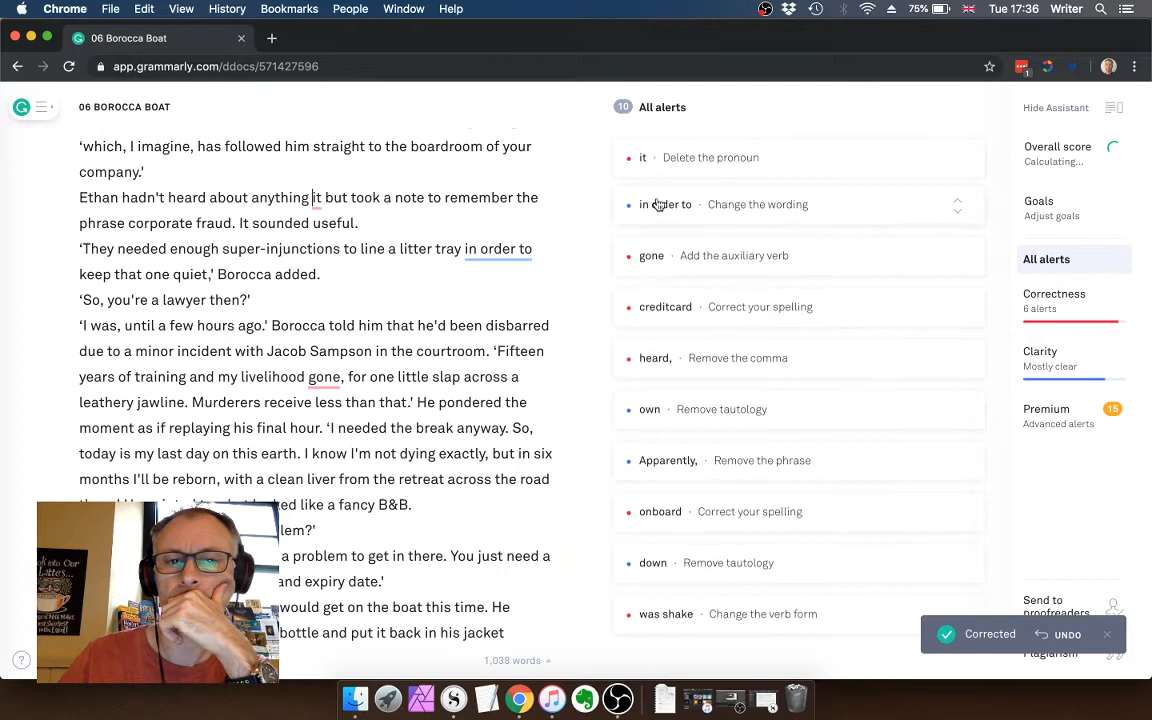 Chrome File Edit View History Bookmarks People Window Help 75% Tue 17:36 Writer
06 Borocca Boat
app.grammarly.com/ddocs/571427596
06 BOROCCA BOAT
‘which, I imagine, has followed him straight to the boardroom of your
company.’
Ethan hadn't heard about anything it but took a note to remember the
phrase corporate fraud. It sounded useful.
‘They needed enough super-injunctions to line a litter tray in order to
keep that one quiet,’ Borocca added.
‘So, you're a lawyer then?’
‘I was, until a few hours ago.’ Borocca told him that he'd been disbarred
due to a minor incident with Jacob Sampson in the courtroom. ‘Fifteen
years of training and my livelihood gone, for one little slap across a
leathery jawline. Murderers receive less than that.’ He pondered the
moment as if replaying his final hour. ‘I needed the break anyway. So,
today is my last day on this earth. I know I'm not dying exactly, but in six
months I'll be reborn, with a clean liver from the retreat across the road
like a fancy B&B.
lem?’
a problem to get in there. You just need a
and expiry date.’
would get on the boat this time. He
bottle and put it back in his jacket
1,038 words
10 All alerts
it · Delete the pronoun
in order to · Change the wording
gone · Add the auxiliary verb
creditcard · Correct your spelling
heard, · Remove the comma
own · Remove tautology
Apparently, · Remove the phrase
onboard · Correct your spelling
down · Remove tautology
was shake · Change the verb form
Hide Assistant
Overall score
Calculating...
Goals
Adjust goals
All alerts
Correctness
6 alerts
Clarity
Mostly clear
Premium 15
Advanced alerts
Send to
proofreaders
Corrected UNDO
Plagiarism